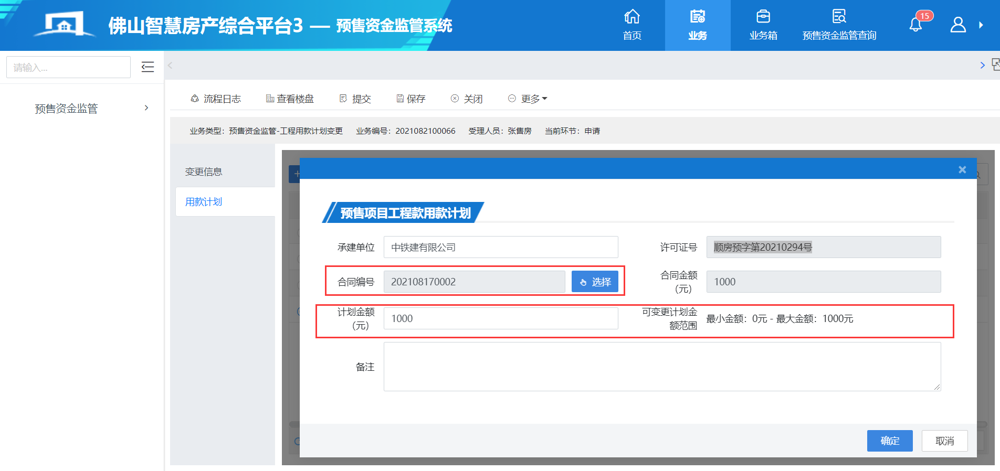 佛山智慧房产综合平台3 — 预售资金监管系统
首页
业务
业务箱
预售资金监管查询
15
请输入...
预售资金监管
流程日志
查看楼盘
提交
保存
关闭
更多
业务类型：预售资金监管-工程用款计划变更 业务编号：2021082100066 受理人员：张售房 当前环节：申请
变更信息
用款计划
预售项目工程款用款计划
承建单位 中铁建有限公司
许可证号 顺房预字第20210294号
合同编号 202108170002 选择
合同金额
（元） 1000
计划金额
（元） 1000
可变更计划金
额范围 最小金额：0元 - 最大金额：1000元
备注
确定
取消